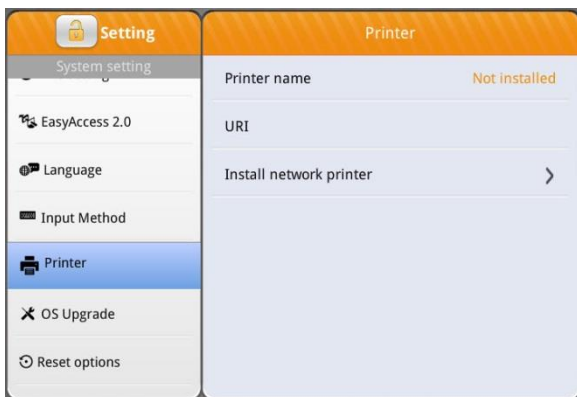 Setting
System setting
EasyAccess 2.0
Language
Input Method
Printer
OS Upgrade
Reset options
Printer
Printer name Not installed
URI
Install network printer